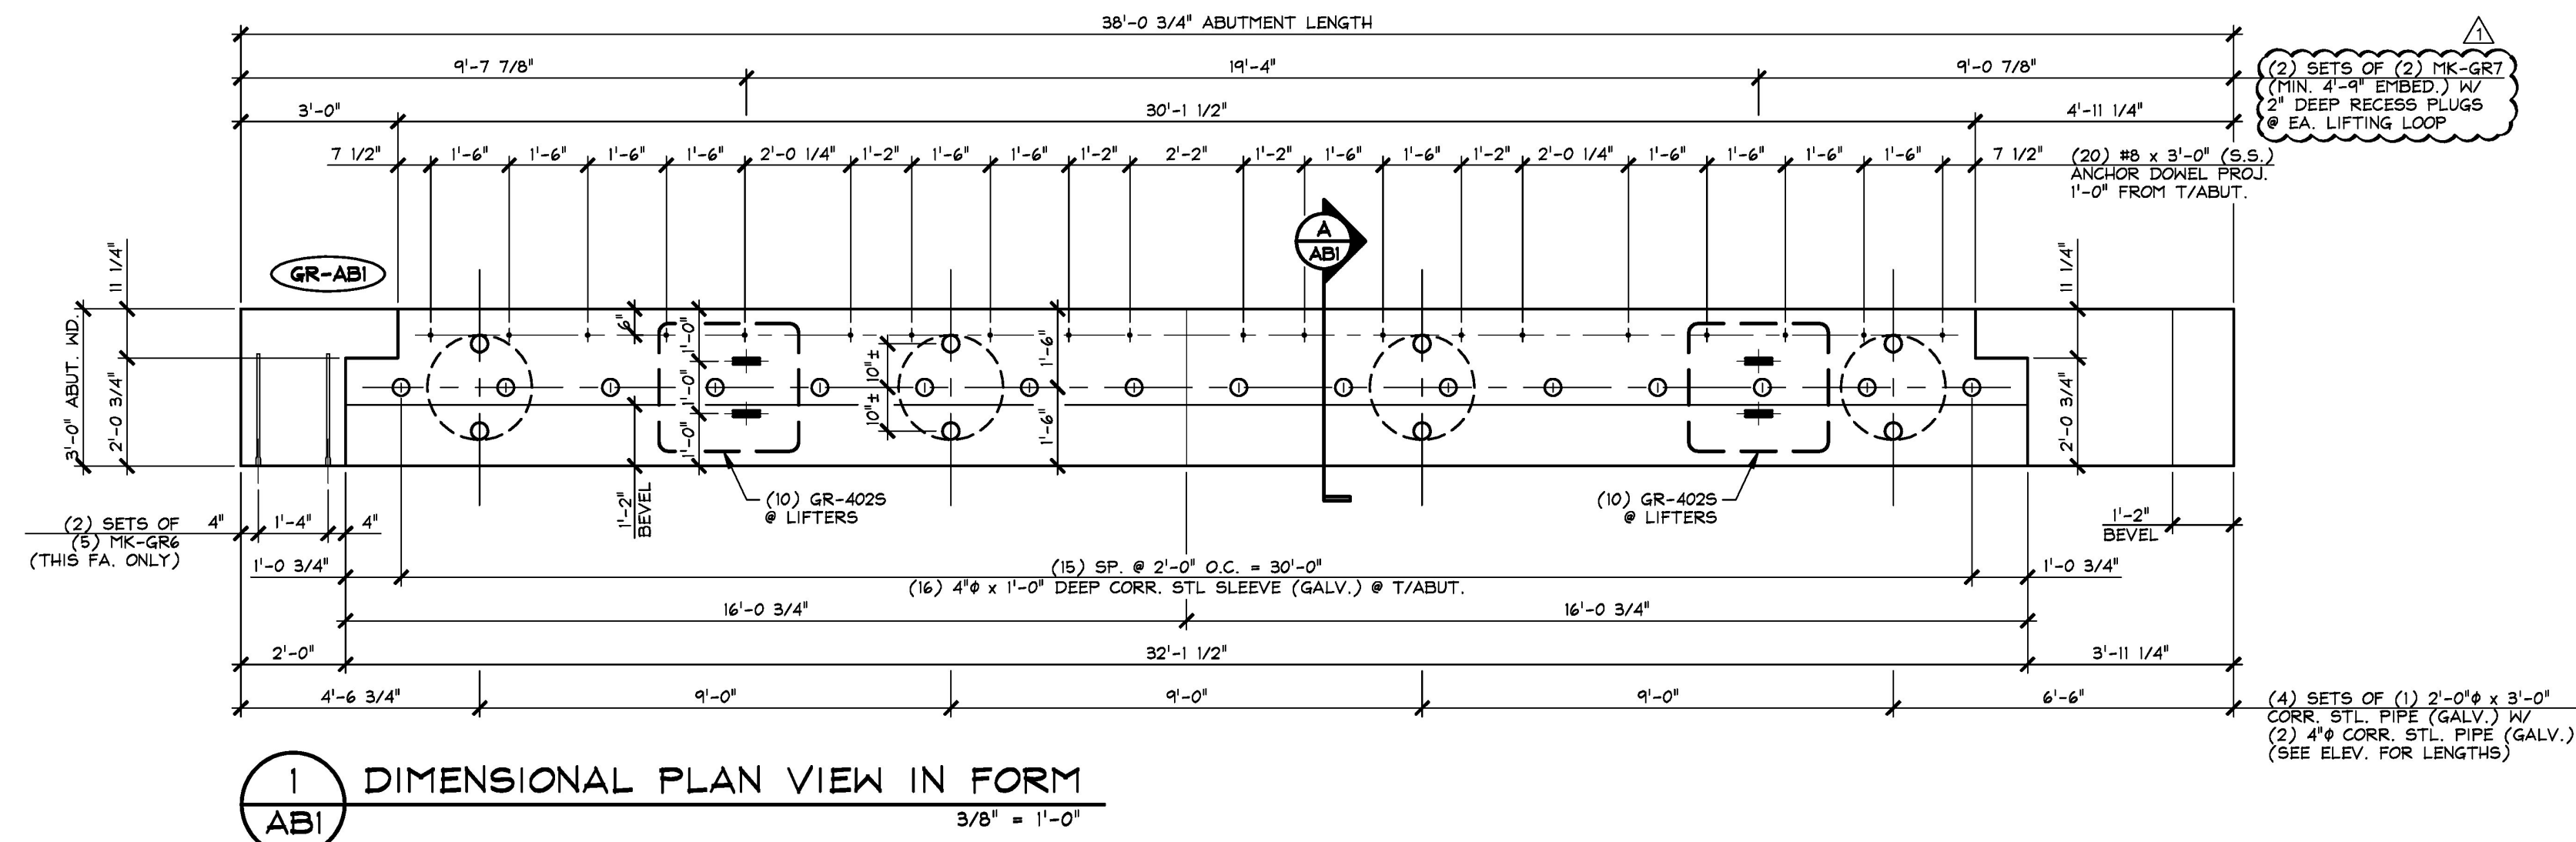 38'-0 3/4" ABUTMENT LENGTH
1
9'-7 7/8" 19'-4" 9'-0 7/8"
(2) SETS OF (2) MK-GR7
(MIN. 4'-9" EMBED.) W/
2" DEEP RECESS PLUGS
@ EA. LIFTING LOOP
3'-0" 30'-1 1/2" 4'-11 1/4"
7 1/2" 1'-6" 1'-6" 1'-6" 1'-6" 2'-0 1/4" 1'-2" 1'-6" 1'-6" 1'-2" 2'-2" 1'-2" 1'-6" 1'-6" 1'-2" 2'-0 1/4" 1'-6" 1'-6" 1'-6" 1'-6" 7 1/2"
(20) #8 x 3'-0" (S.S.)
ANCHOR DOWEL PROJ.
1'-0" FROM T/ABUT.
A
AB1
GR-AB1
11 1/4"
2'-0 3/4"
3'-0" ABUT. WD.
6"
1'-0"
1'-0"
1'-0"
10"±
10"±
1'-6"
1'-6"
11 1/4"
2'-0 3/4"
1'-2"
BEVEL
(10) GR-402S
@ LIFTERS
(10) GR-402S
@ LIFTERS
1'-2"
BEVEL
(2) SETS OF
(5) MK-GR6
(THIS FA. ONLY)
4" 1'-4" 4"
1'-0 3/4" (15) SP. @ 2'-0" O.C. = 30'-0" 1'-0 3/4"
(16) 4"ϕ x 1'-0" DEEP CORR. STL SLEEVE (GALV.) @ T/ABUT.
16'-0 3/4" 16'-0 3/4"
2'-0" 32'-1 1/2" 3'-11 1/4"
4'-6 3/4" 9'-0" 9'-0" 9'-0" 6'-6"
(4) SETS OF (1) 2'-0"ϕ x 3'-0"
CORR. STL. PIPE (GALV.) W/
(2) 4"ϕ CORR. STL. PIPE (GALV.)
(SEE ELEV. FOR LENGTHS)
1
AB1
DIMENSIONAL PLAN VIEW IN FORM
3/8" = 1'-0"